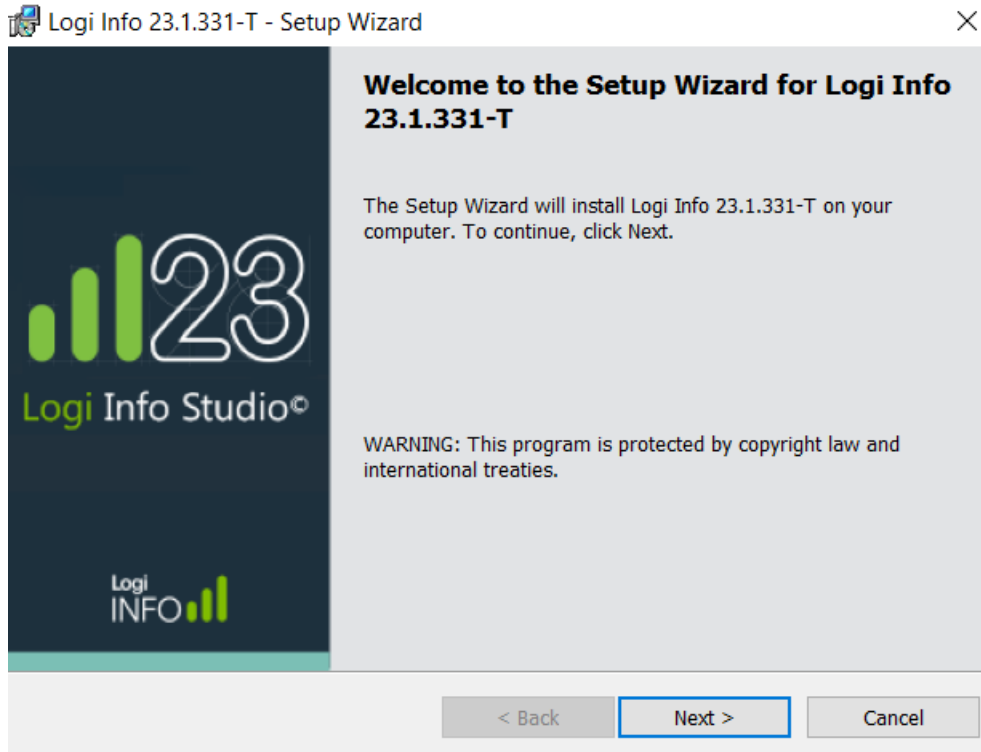 Logi Info 23.1.331-T - Setup Wizard
Welcome to the Setup Wizard for Logi Info
23.1.331-T
The Setup Wizard will install Logi Info 23.1.331-T on your
computer. To continue, click Next.
23
Logi Info Studio©
WARNING: This program is protected by copyright law and
international treaties.
Logi
INFO
< Back
Next >
Cancel